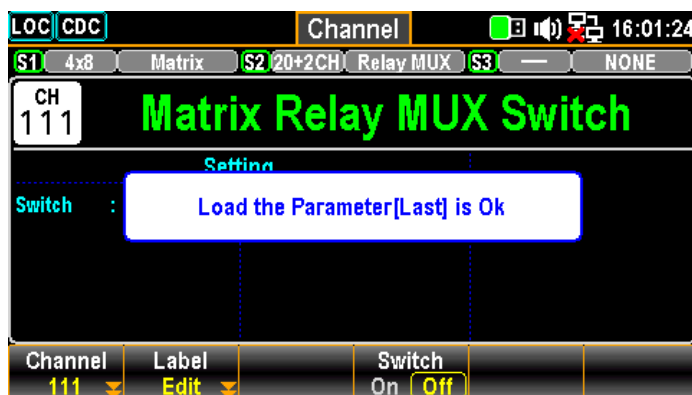 LOC CDC Channel 16:01:24
S1 4x8 Matrix S2 20+2CH Relay MUX S3 — NONE
CH
111
Matrix Relay MUX Switch
Setting
Switch :
Load the Parameter[Last] is Ok
Channel Label Switch
111 Edit On Off